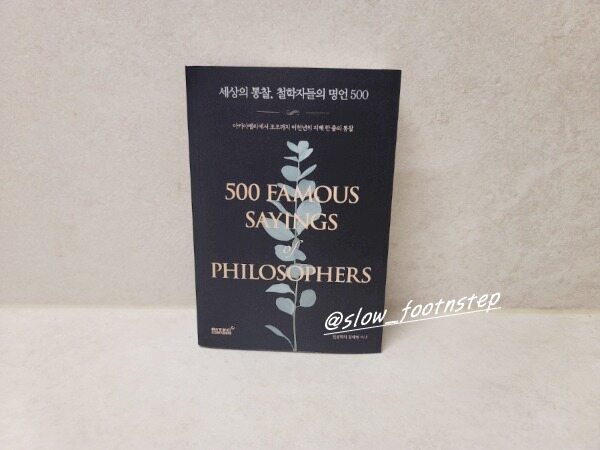 세상의 통찰, 철학자들의 명언 500
500 FAMOUS
SAYINGS
of
PHILOSOPHERS
@slow_footnstep